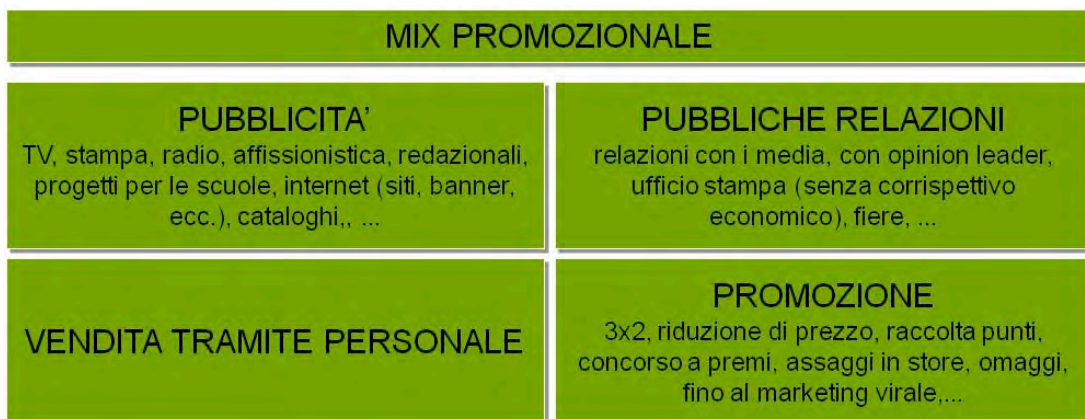 MIX PROMOZIONALE
PUBBLICITA'
TV, stampa, radio, affissionistica, redazionali,
progetti per le scuole, internet (siti, banner,
ecc.), cataloghi,, ...
PUBBLICHE RELAZIONI
relazioni con i media, con opinion leader,
ufficio stampa (senza corrispettivo
economico), fiere, ...
VENDITA TRAMITE PERSONALE
PROMOZIONE
3x2, riduzione di prezzo, raccolta punti,
concorso a premi, assaggi in store, omaggi,
fino al marketing virale,...